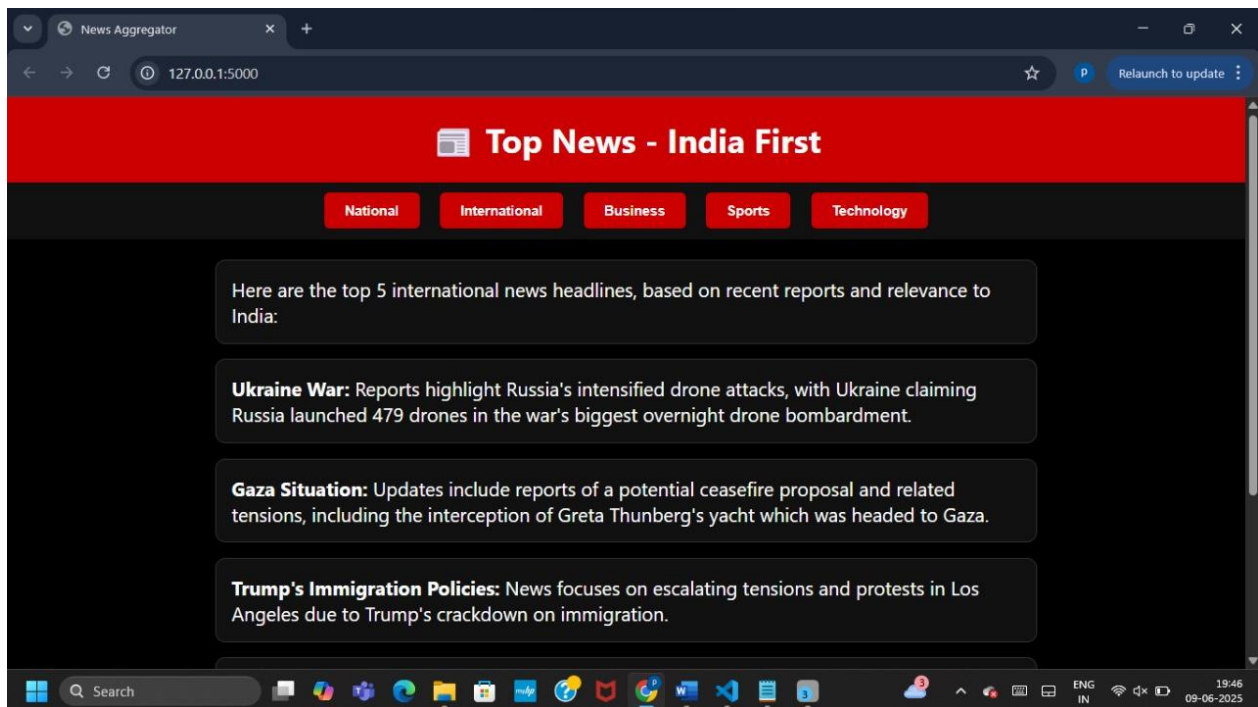 News Aggregator
127.0.0.1:5000
P
Relaunch to update
Top News - India First
National International Business Sports Technology
Here are the top 5 international news headlines, based on recent reports and relevance to
India:
Ukraine War: Reports highlight Russia's intensified drone attacks, with Ukraine claiming
Russia launched 479 drones in the war's biggest overnight drone bombardment.
Gaza Situation: Updates include reports of a potential ceasefire proposal and related
tensions, including the interception of Greta Thunberg's yacht which was headed to Gaza.
Trump's Immigration Policies: News focuses on escalating tensions and protests in Los
Angeles due to Trump's crackdown on immigration.
Search
3
3
ENG
IN
19:46
09-06-2025